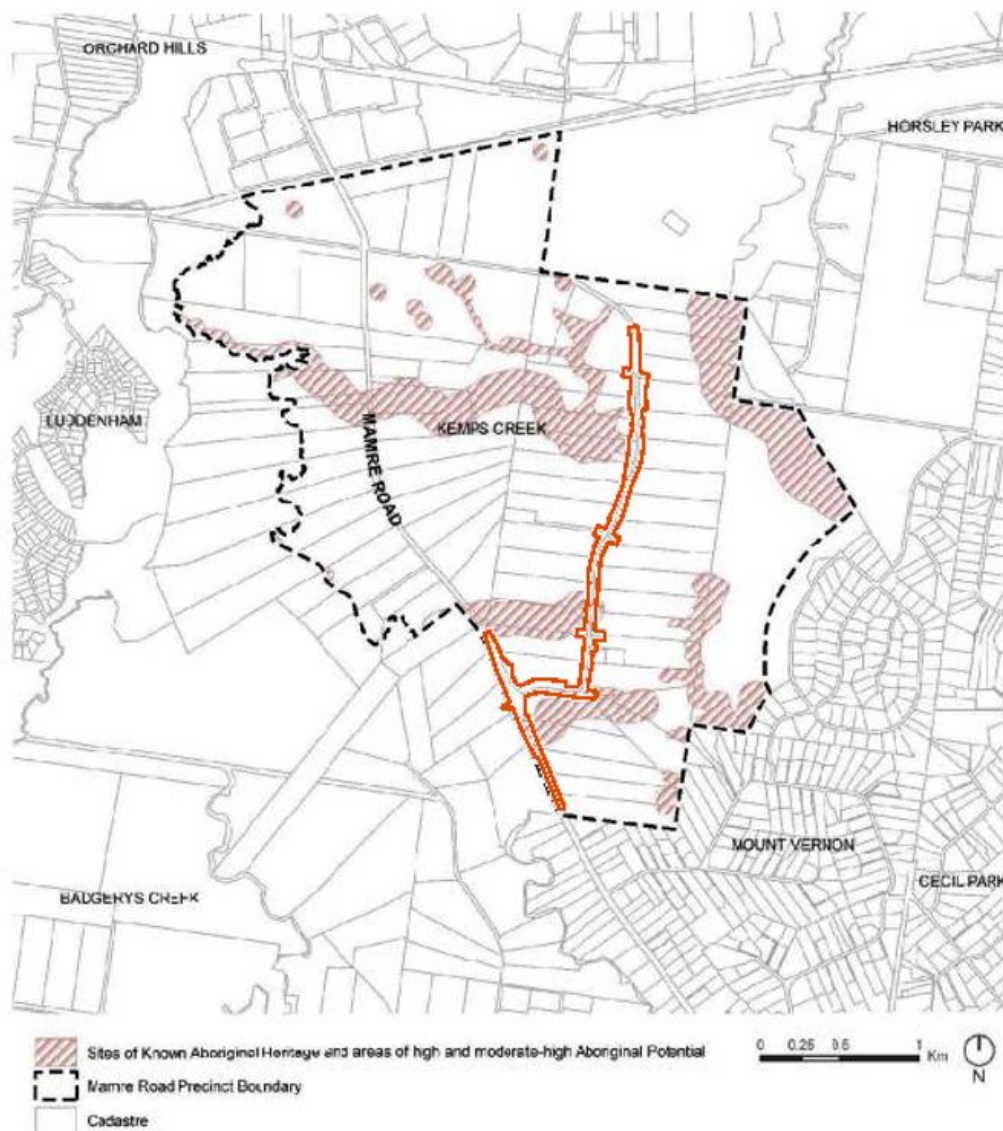 ORCHARD HILLS
HORSLEY PARK
LUDDENHAM
KEMPS CREEK
MAMRE ROAD
MOUNT VERNON
CECIL PARK
BADGERYS CREEK
Sites of Known Aboriginal Heritage and areas of high and moderate-high Aboriginal Potential
0 0.25 0.5 1
Km
N
Mamre Road Precinct Boundary
Cadastre